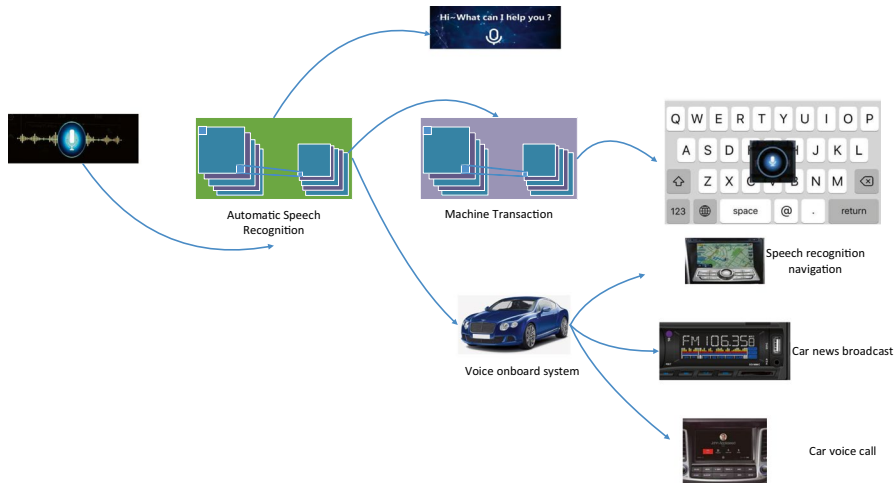 Hi~What can I help you ?
Q W E R T Y U I O P
A S D H J K L
Z X C V B N M
123 space @ . return
Automatic Speech
Recognition
Machine Transaction
Speech recognition
navigation
Voice onboard system
FM 106.35
Car news broadcast
Car voice call